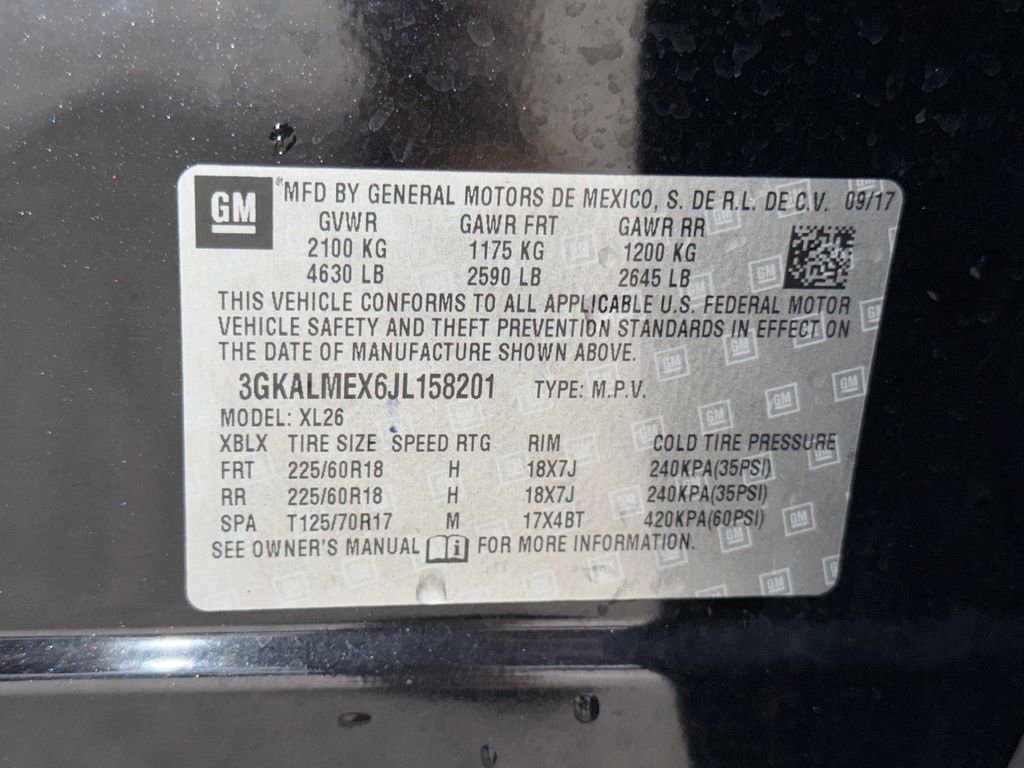 GM ® MFD BY GENERAL MOTORS DE MEXICO, S. DE R.L. DE C.V. 09/17
GVWR GAWR FRT GAWR RR
2100 KG 1175 KG 1200 KG
4630 LB 2590 LB 2645 LB
THIS VEHICLE CONFORMS TO ALL APPLICABLE U.S. FEDERAL MOTOR
VEHICLE SAFETY AND THEFT PREVENTION STANDARDS IN EFFECT ON
THE DATE OF MANUFACTURE SHOWN ABOVE.
3GKALMEX6JL158201 TYPE: M.P.V.
MODEL: XL26
XBLX TIRE SIZE SPEED RTG RIM COLD TIRE PRESSURE
FRT 225/60R18 H 18X7J 240KPA(35PSI)
RR 225/60R18 H 18X7J 240KPA(35PSI)
SPA T125/70R17 M 17X4BT 420KPA(60PSI)
SEE OWNER'S MANUAL i FOR MORE INFORMATION.